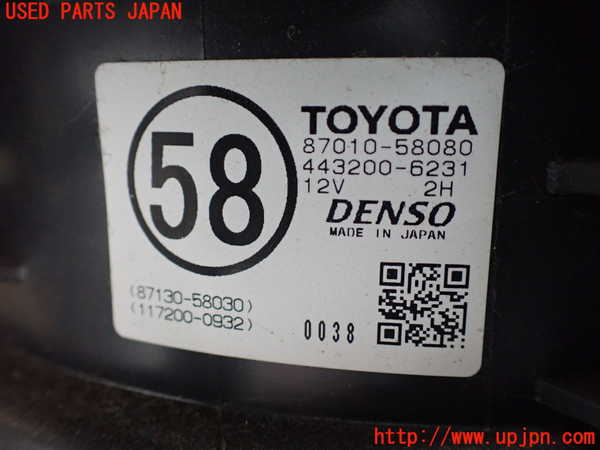 USED PARTS JAPAN
58
TOYOTA
87010-58080
443200-6231
12V 2H
DENSO
MADE IN JAPAN
(87130-58030)
(117200-0932)
0038
http://www.upjpn.com/